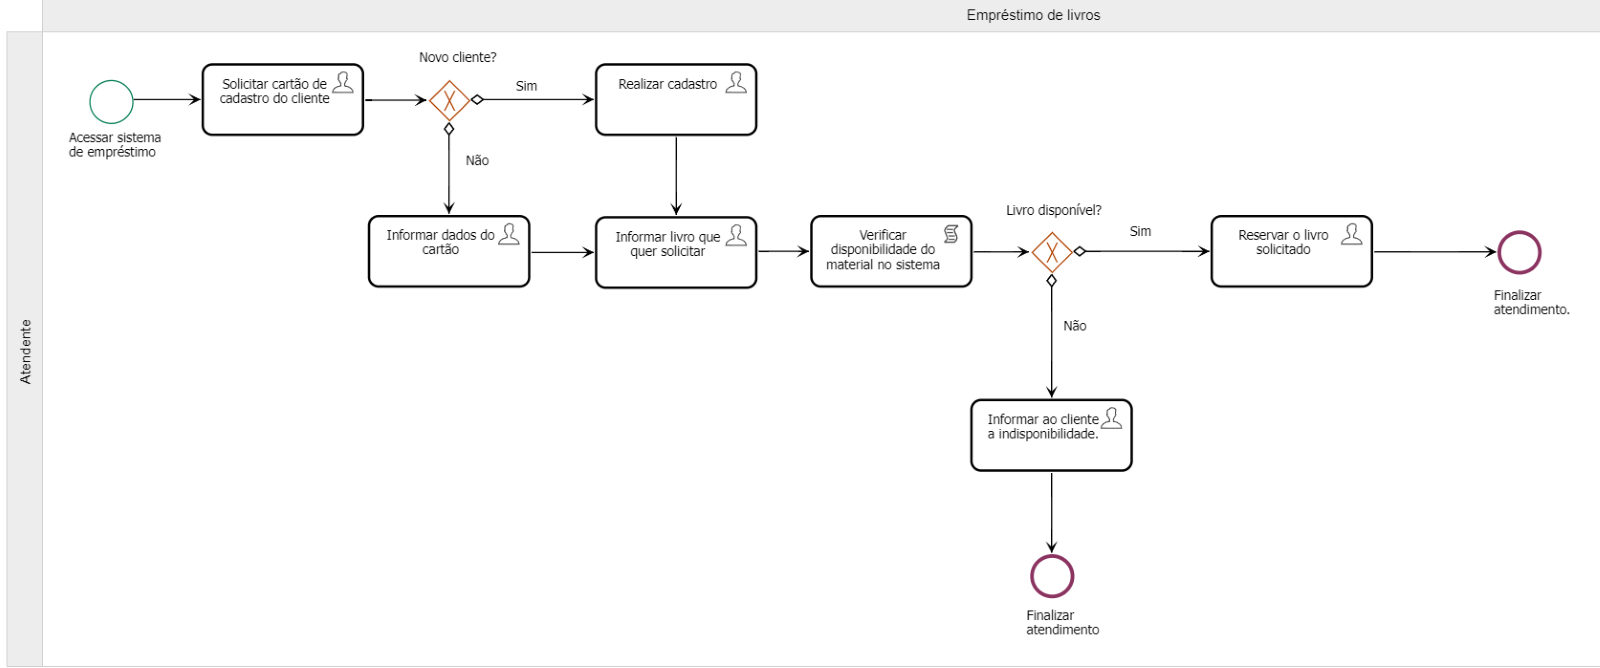 Empréstimo de livros
Atendente
Acessar sistema
de empréstimo
Solicitar cartão de
cadastro do cliente
Novo cliente?
Sim
Realizar cadastro
Não
Informar dados do
cartão
Informar livro que
quer solicitar
Verificar
disponibilidade do
material no sistema
Livro disponível?
Sim
Reservar o livro
solicitado
Finalizar
atendimento.
Não
Informar ao cliente
a indisponibilidade.
Finalizar
atendimento